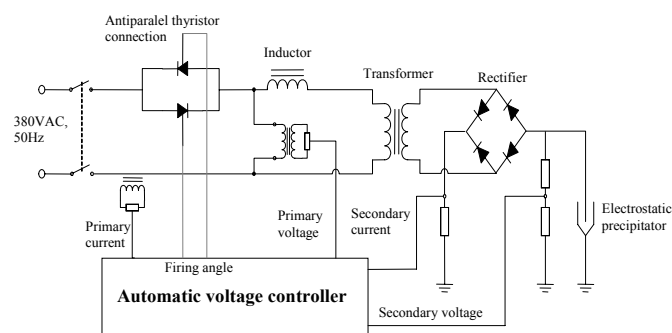 Antiparalel thyristor
connection
Inductor
Transformer
Rectifier
380VAC,
50Hz
Primary
current
Primary
voltage
Secondary
current
Electrostatic
precipitator
Firing angle
Automatic voltage controller
Secondary voltage